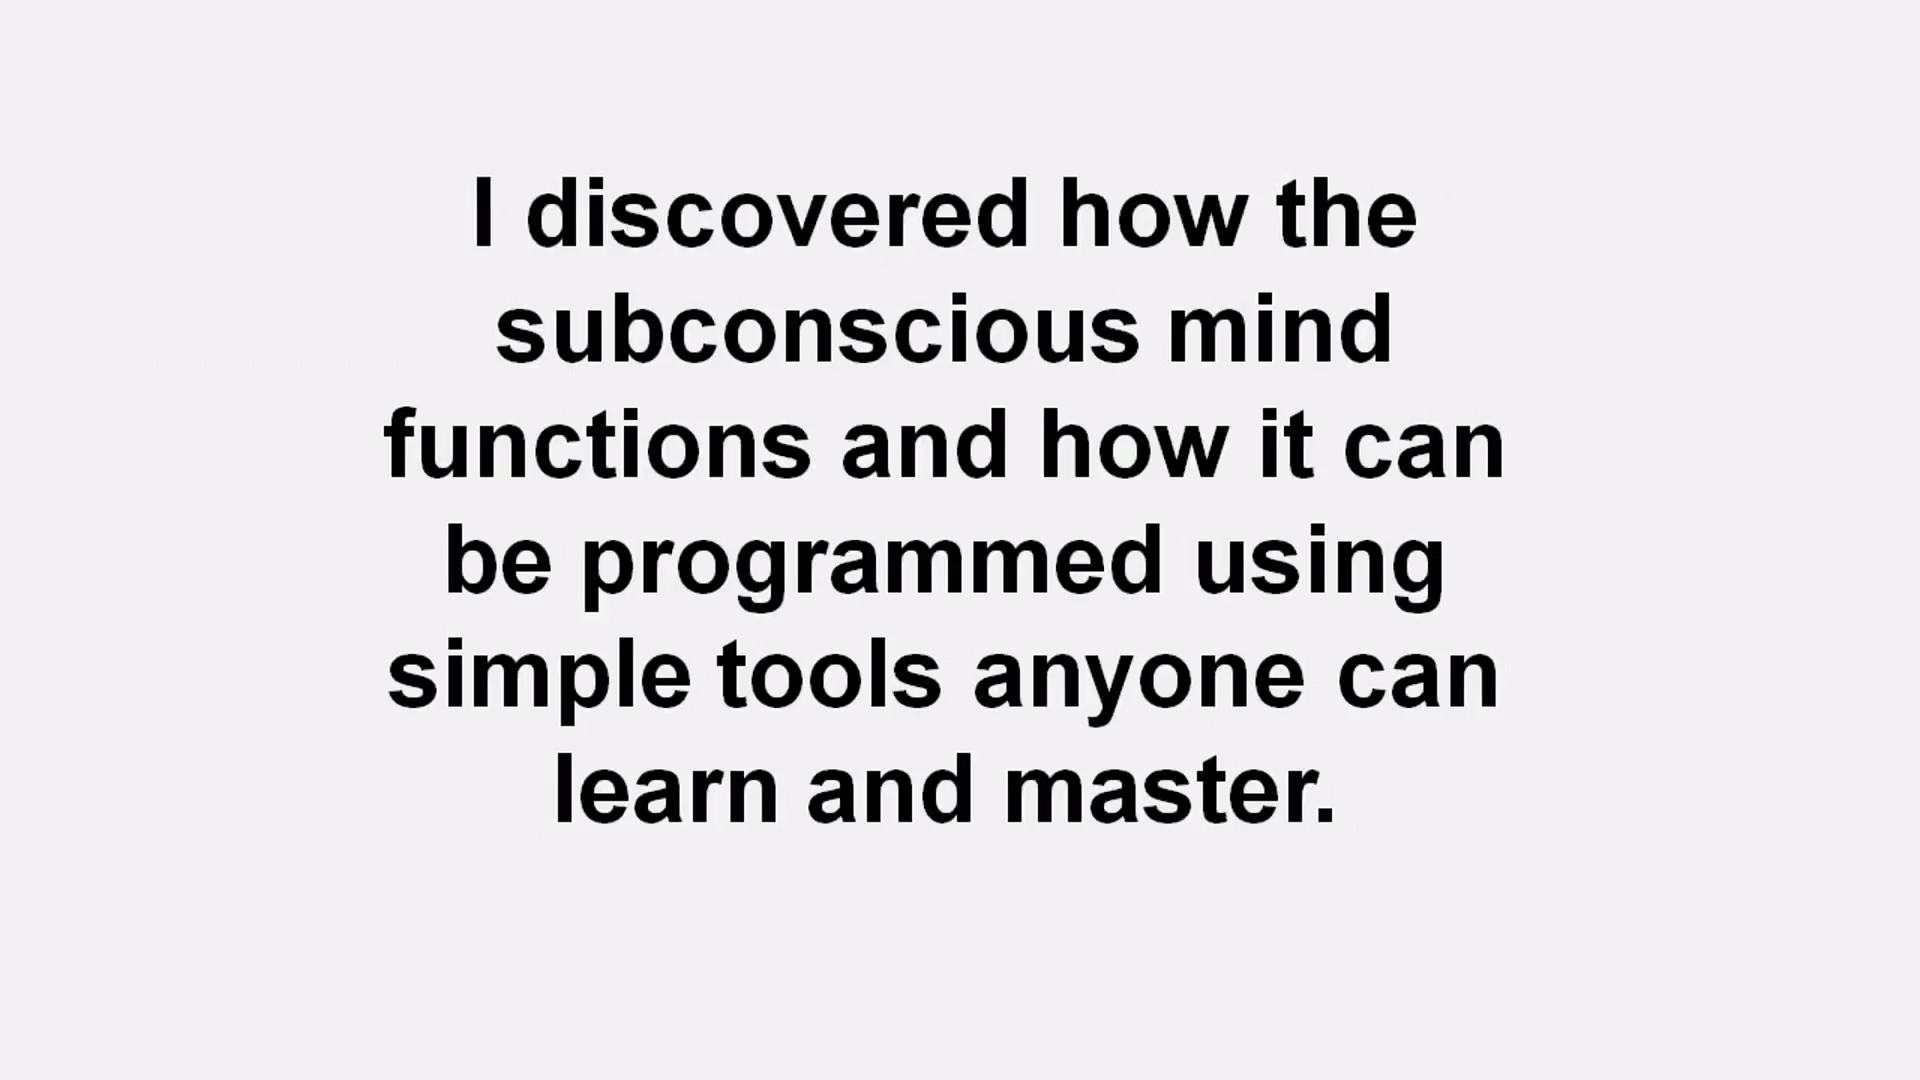 I discovered how the
subconscious mind
functions and how it can
be programmed using
simple tools anyone can
learn and master.